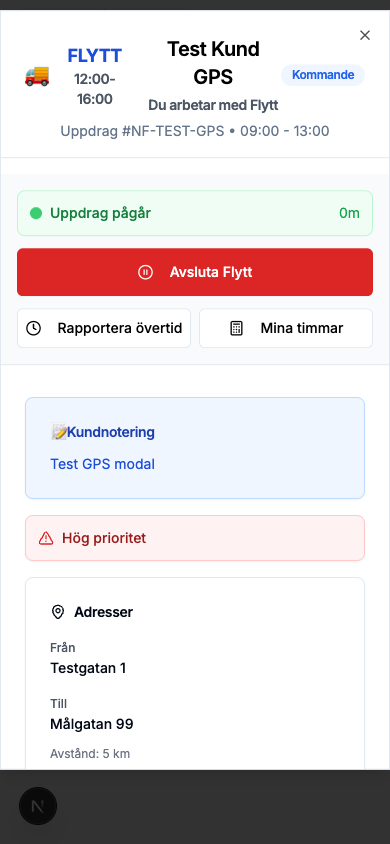 FLYTT
12:00-
16:00
Test Kund
GPS
Du arbetar med Flytt
Kommande
Uppdrag #NF-TEST-GPS • 09:00 - 13:00
Uppdrag pågår
0m
Avsluta Flytt
Rapportera övertid
Mina timmar
Kundnotering
Test GPS modal
Hög prioritet
Adresser
Från
Testgatan 1
Till
Målgatan 99
Avstånd: 5 km
N